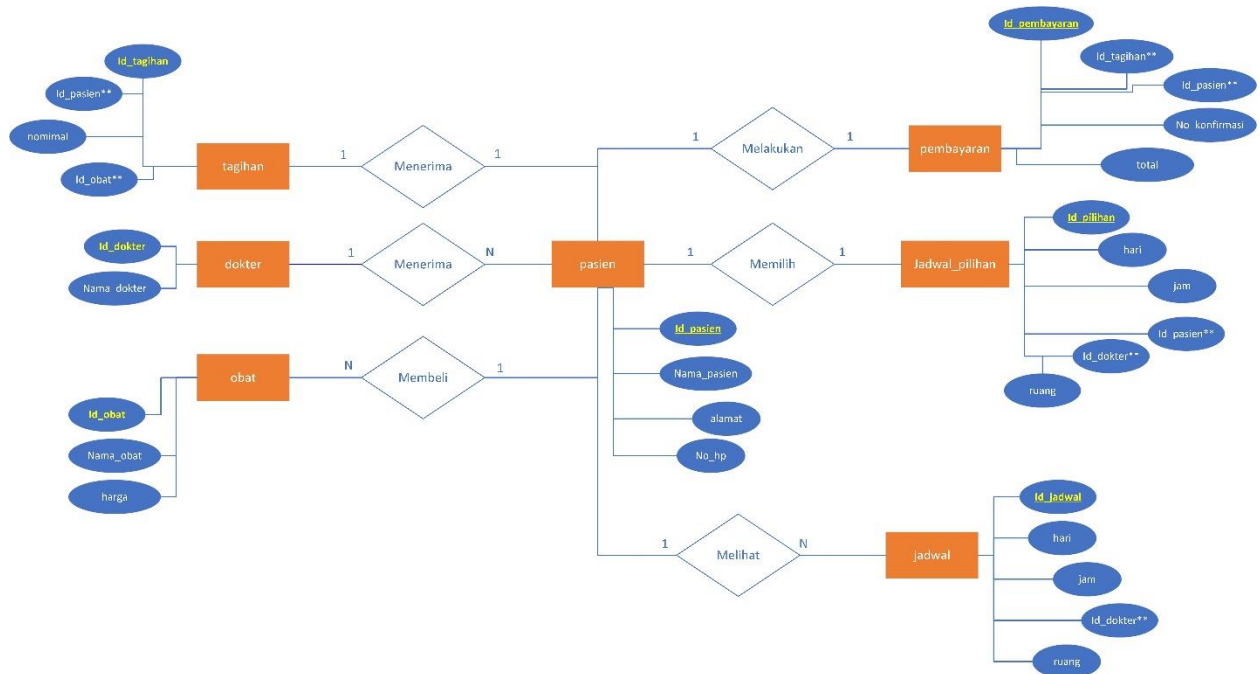 Id_tagihan
Id_pasien**
nomimal
Id_obat**
tagihan
1
Menerima
1
Id_dokter
Nama_dokter
dokter
1
Menerima
N
Id_obat
Nama_obat
harga
obat
N
Membeli
1
pasien
Id_pasien
Nama_pasien
alamat
No_hp
1
Melakukan
1
pembayaran
Id_pembayaran
Id_tagihan**
Id_pasien**
No_konfirmasi
total
1
Memilih
1
Jadwal_pilihan
Id_pilihan
hari
jam
Id_pasien**
Id_dokter**
ruang
1
Melihat
N
jadwal
Id_jadwal
hari
jam
Id_dokter**
ruang